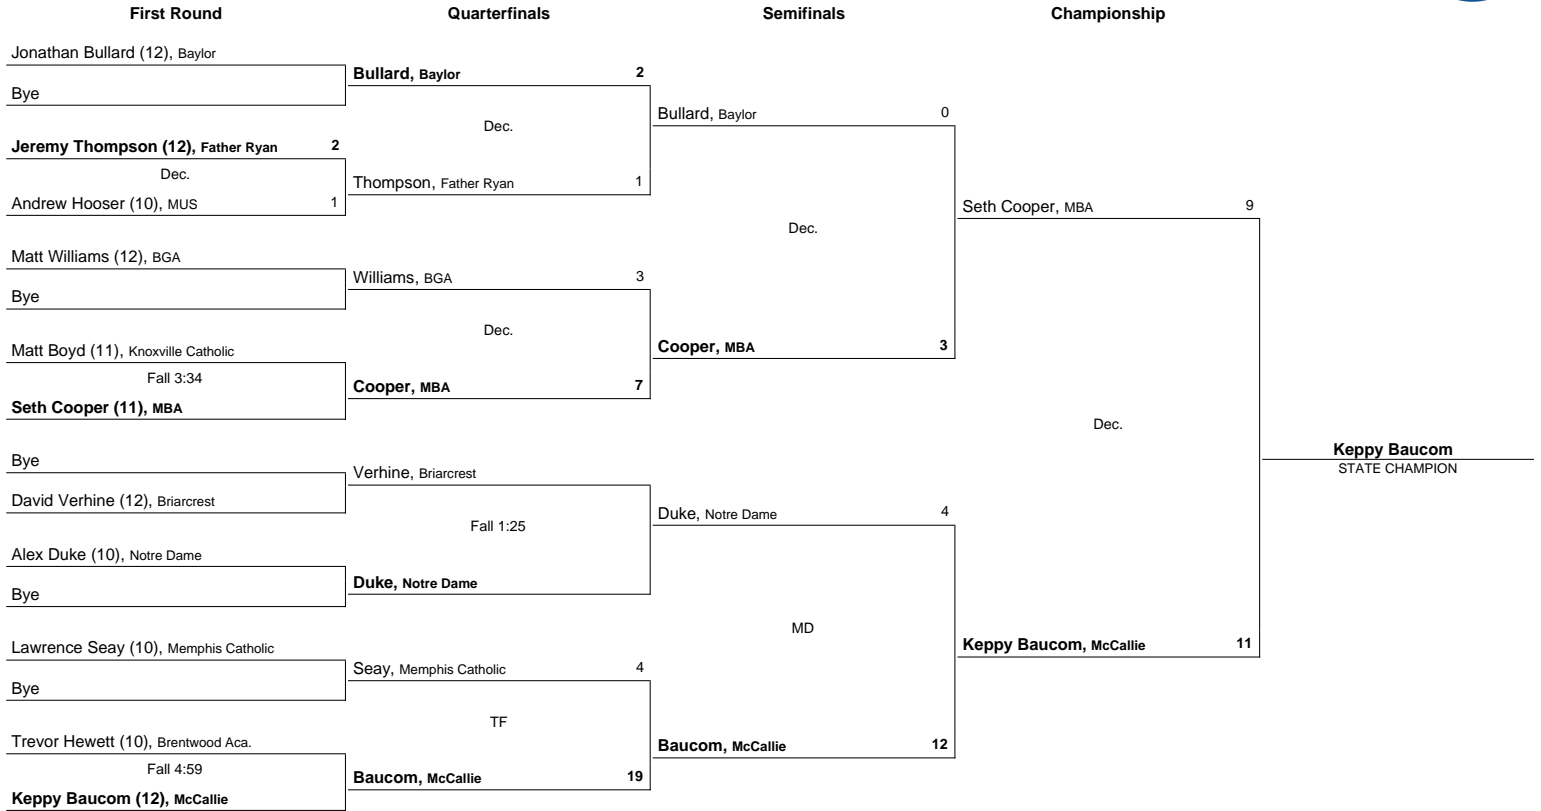 First Round
Quarterfinals
Semifinals
Championship
Jonathan Bullard (12), Baylor
Bye
Jeremy Thompson (12), Father Ryan 2
Dec.
Andrew Hooser (10), MUS 1
Matt Williams (12), BGA
Bye
Matt Boyd (11), Knoxville Catholic
Fall 3:34
Seth Cooper (11), MBA
Bye
David Verhine (12), Briarcrest
Alex Duke (10), Notre Dame
Bye
Lawrence Seay (10), Memphis Catholic
Bye
Trevor Hewett (10), Brentwood Aca.
Fall 4:59
Keppy Baucom (12), McCallie
Bullard, Baylor 2
Dec.
Thompson, Father Ryan 1
Williams, BGA 3
Dec.
Cooper, MBA 7
Verhine, Briarcrest
Fall 1:25
Duke, Notre Dame
Seay, Memphis Catholic 4
TF
Baucom, McCallie 19
Bullard, Baylor 0
Dec.
Cooper, MBA 3
Duke, Notre Dame 4
MD
Baucom, McCallie 12
Seth Cooper, MBA 9
Dec.
Keppy Baucom, McCallie 11
Keppy Baucom
STATE CHAMPION